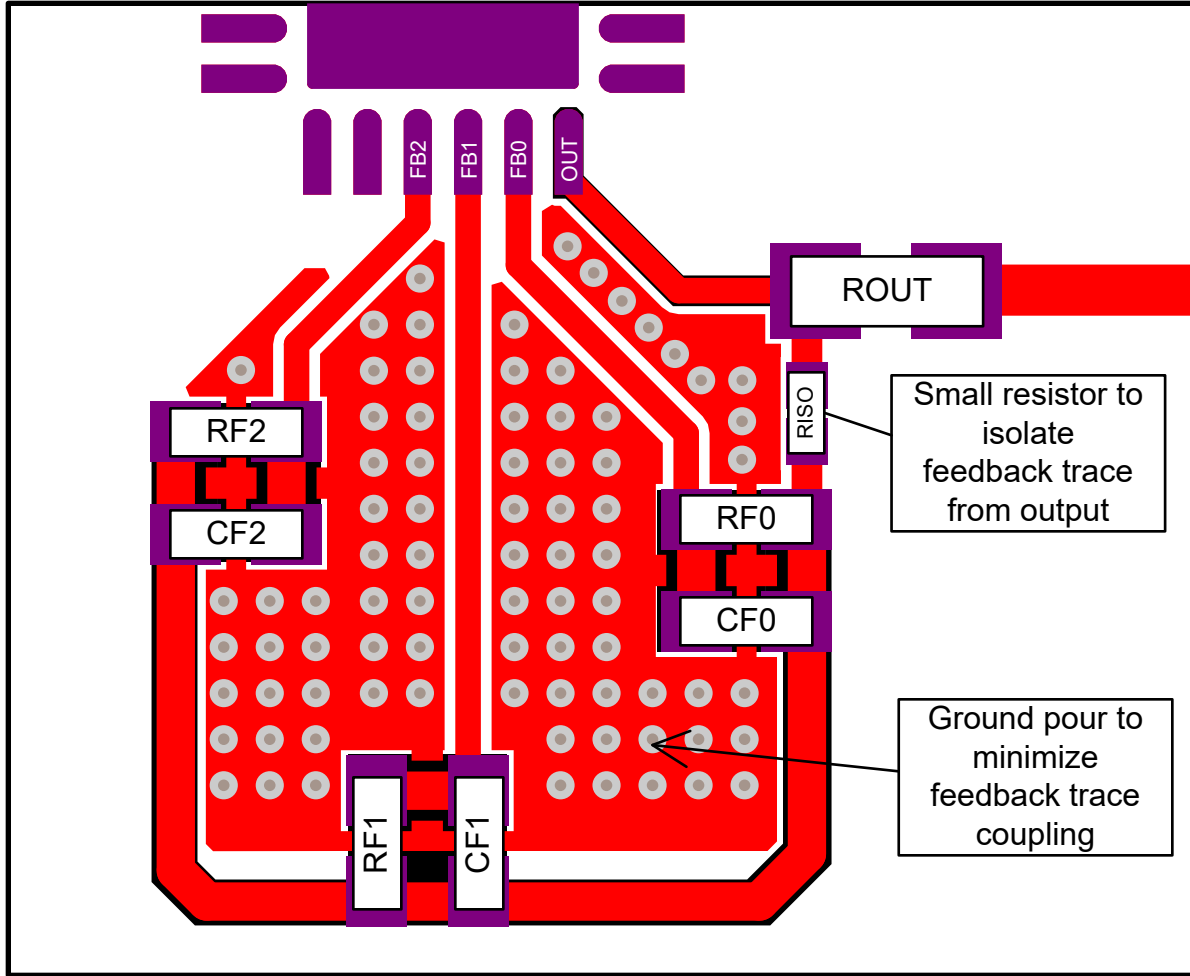 FB2
FB1
FB0
OUT
ROUT
RISO
Small resistor to
isolate
feedback trace
from output
RF2
CF2
RF0
CF0
Ground pour to
minimize
feedback trace
coupling
RF1
CF1